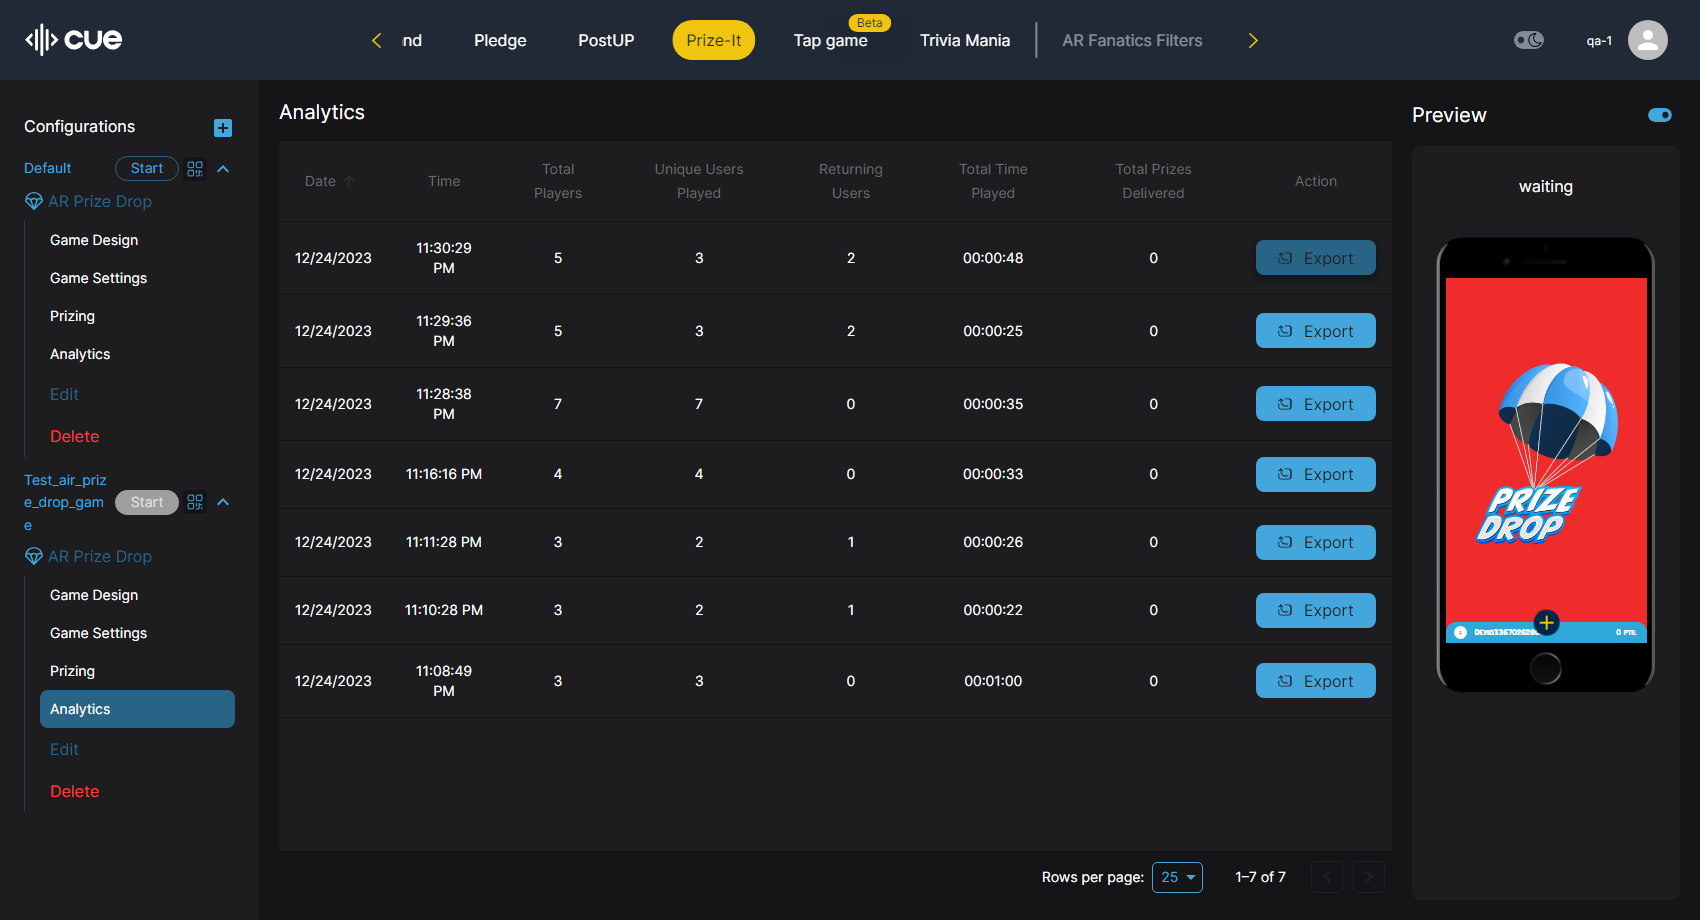 cue
nd
Pledge
PostUP
Prize-It
Beta
Tap game
Trivia Mania
AR Fanatics Filters
qa-1
Configurations
Default
Start
AR Prize Drop
Game Design
Game Settings
Prizing
Analytics
Edit
Delete
Test_air_priz
e_drop_gam
e
Start
AR Prize Drop
Game Design
Game Settings
Prizing
Analytics
Edit
Delete
Analytics
Date Time Total Players Unique Users Played Returning Users Total Time Played Total Prizes Delivered Action
12/24/2023 11:30:29 PM 5 3 2 00:00:48 0 Export
12/24/2023 11:29:36 PM 5 3 2 00:00:25 0 Export
12/24/2023 11:28:38 PM 7 7 0 00:00:35 0 Export
12/24/2023 11:16:16 PM 4 4 0 00:00:33 0 Export
12/24/2023 11:11:28 PM 3 2 1 00:00:26 0 Export
12/24/2023 11:10:28 PM 3 2 1 00:00:22 0 Export
12/24/2023 11:08:49 PM 3 3 0 00:01:00 0 Export
Rows per page: 25 1–7 of 7
Preview
waiting
PRIZE
DROP
0 PTS.